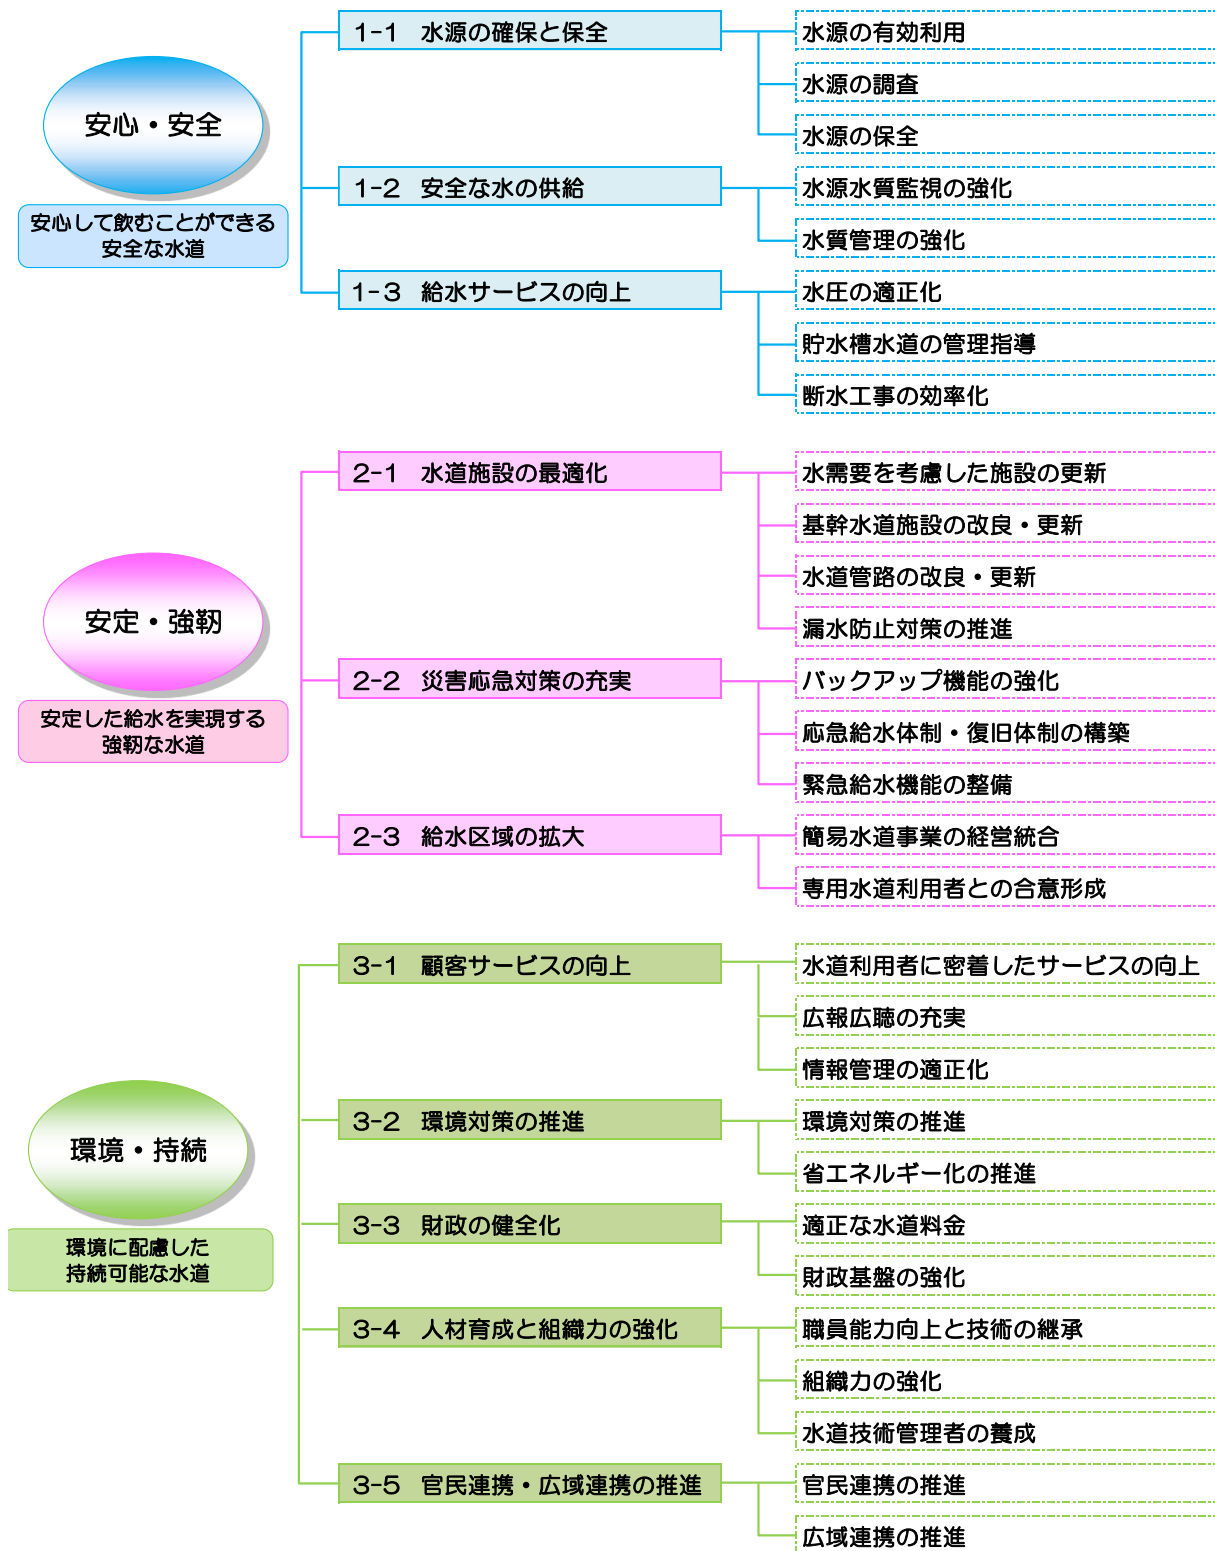 安心・安全
安心して飲むことができる
安全な水道
1-1 水源の確保と保全
水源の有効利用
水源の調査
水源の保全
1-2 安全な水の供給
水源水質監視の強化
水質管理の強化
1-3 給水サービスの向上
水圧の適正化
貯水槽水道の管理指導
断水工事の効率化
安定・強靭
安定した給水を実現する
強靭な水道
2-1 水道施設の最適化
水需要を考慮した施設の更新
基幹水道施設の改良・更新
水道管路の改良・更新
漏水防止対策の推進
2-2 災害応急対策の充実
バックアップ機能の強化
応急給水体制・復旧体制の構築
緊急給水機能の整備
2-3 給水区域の拡大
簡易水道事業の経営統合
専用水道利用者との合意形成
環境・持続
環境に配慮した
持続可能な水道
3-1 顧客サービスの向上
水道利用者に密着したサービスの向上
広報広聴の充実
情報管理の適正化
3-2 環境対策の推進
環境対策の推進
省エネルギー化の推進
3-3 財政の健全化
適正な水道料金
財政基盤の強化
3-4 人材育成と組織力の強化
職員能力向上と技術の継承
組織力の強化
水道技術管理者の養成
3-5 官民連携・広域連携の推進
官民連携の推進
広域連携の推進